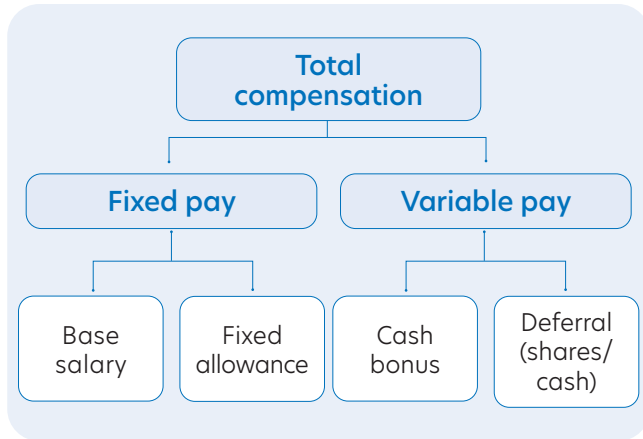 Total
compensation
Fixed pay
Variable pay
Base
salary
Fixed
allowance
Cash
bonus
Deferral
(shares/
cash)